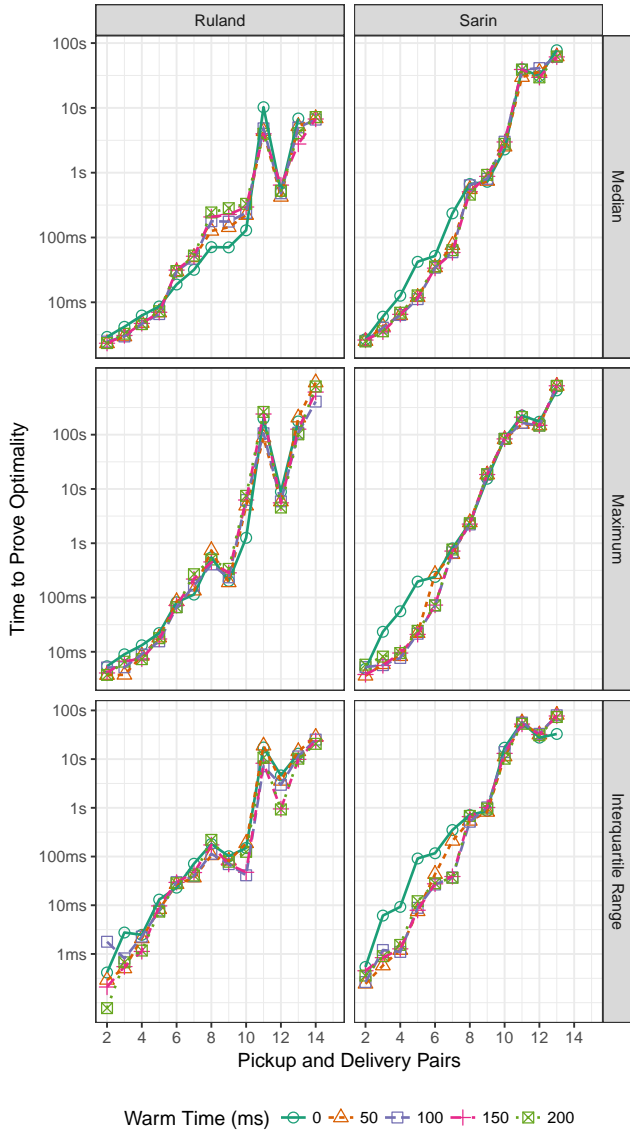 Ruland Sarin
100s
10s
1s
100ms
10ms
Median
100s
10s
1s
100ms
10ms
Maximum
Time to Prove Optimality
100s
10s
1s
100ms
10ms
1ms
Interquartile Range
2 4 6 8 10 12 14 2 4 6 8 10 12 14
Pickup and Delivery Pairs
Warm Time (ms) 0 50 100 150 200